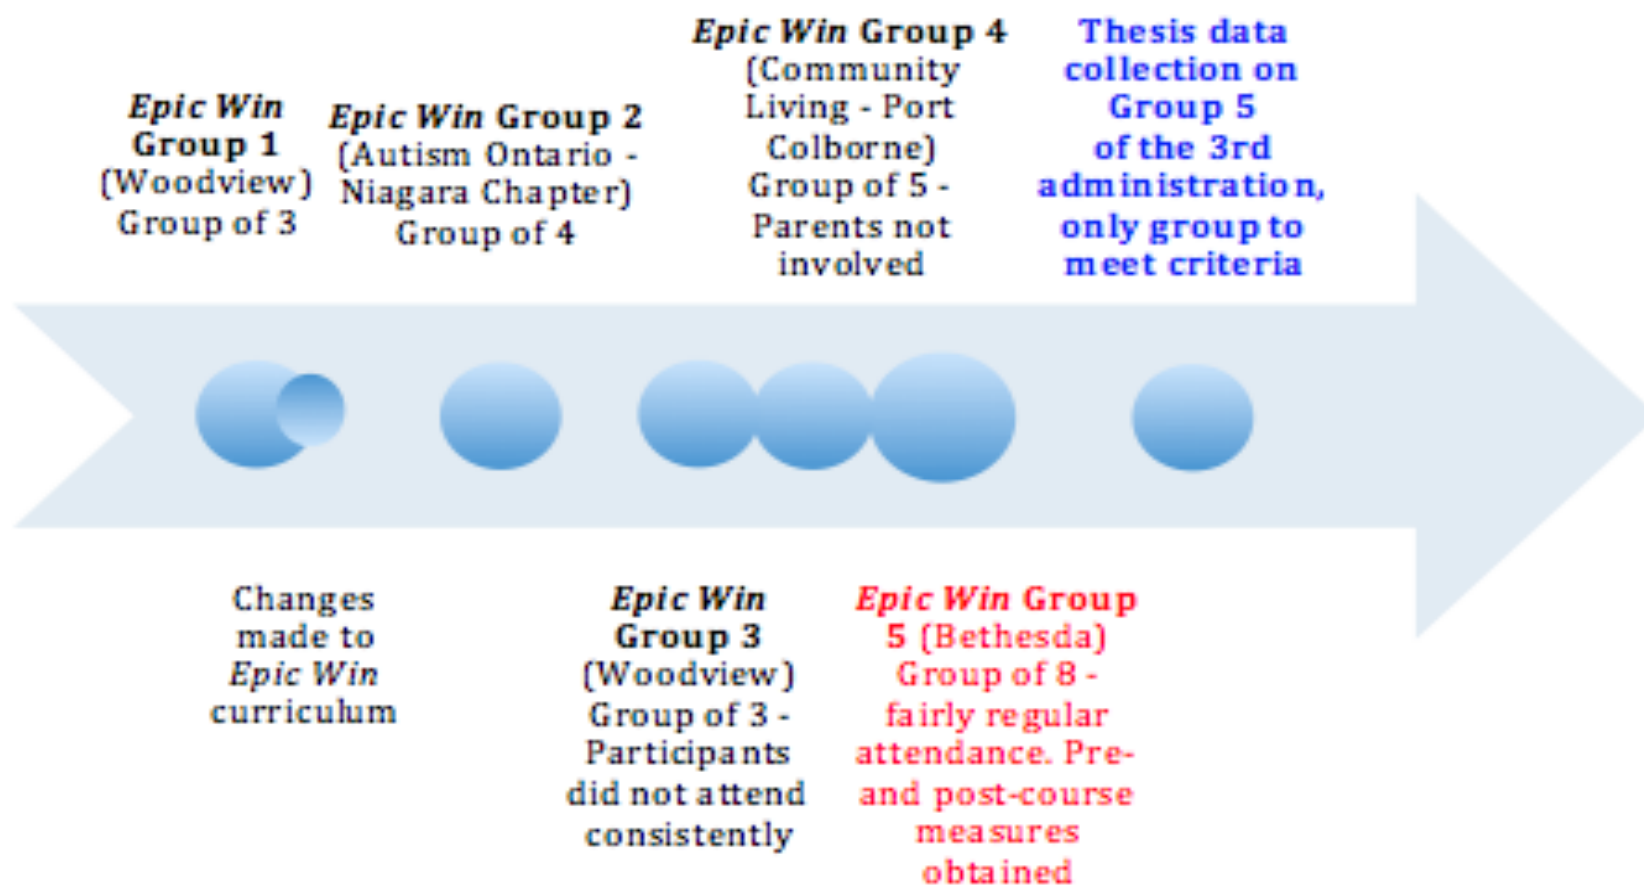 Epic Win
Group 1
(Woodview)
Group of 3
Epic Win Group 2
(Autism Ontario -
Niagara Chapter)
Group of 4
Epic Win Group 4
(Community
Living - Port
Colborne)
Group of 5 -
Parents not
involved
Thesis data
collection on
Group 5
of the 3rd
administration,
only group to
meet criteria
Changes
made to
Epic Win
curriculum
Epic Win
Group 3
(Woodview)
Group of 3 -
Participants
did not attend
consistently
Epic Win Group
5 (Bethesda)
Group of 8 -
fairly regular
attendance. Pre-
and post-course
measures
obtained